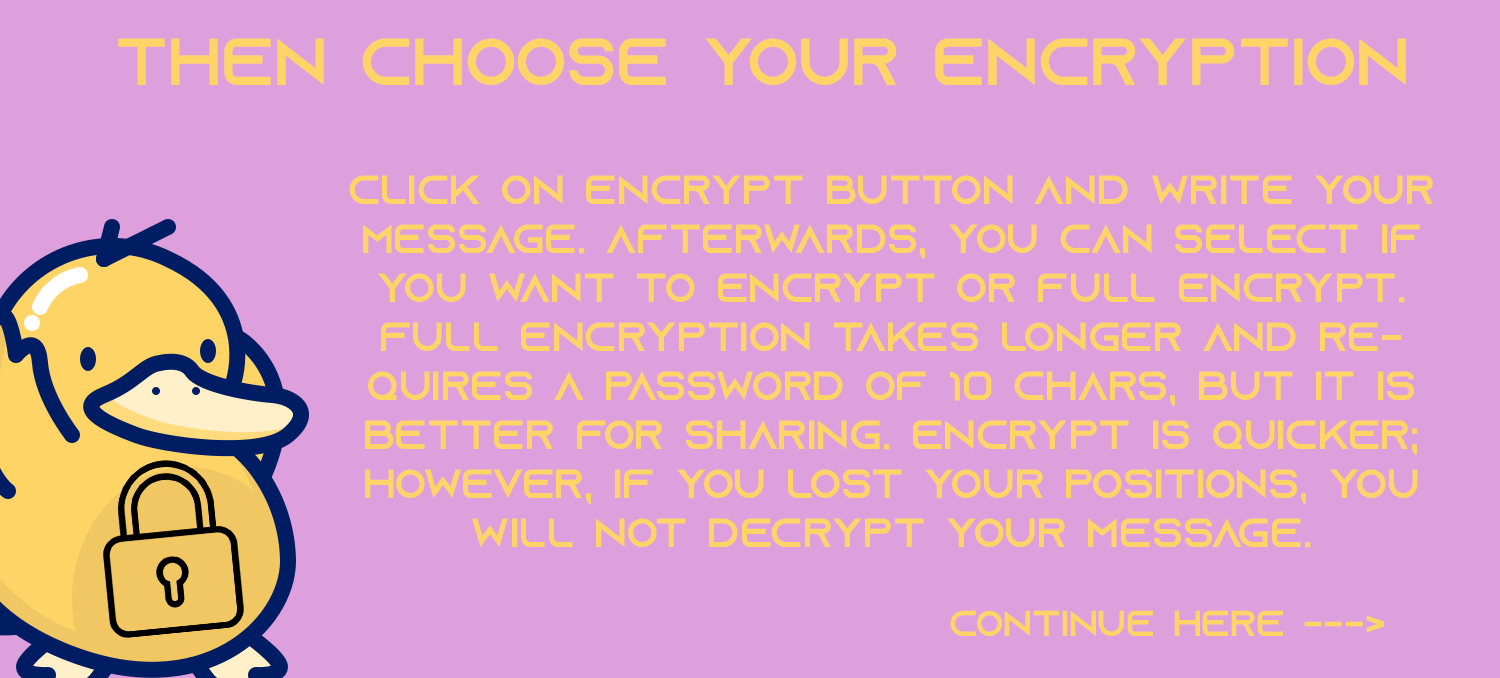 THEN CHOOSE YOUR ENCRYPTION
CLICK ON ENCRYPT BUTTON AND WRITE YOUR
MESSAGE. AFTERWARDS, YOU CAN SELECT IF
YOU WANT TO ENCRYPT OR FULL ENCRYPT.
FULL ENCRYPTION TAKES LONGER AND RE-
QUIRES A PASSWORD OF 10 CHARS, BUT IT IS
BETTER FOR SHARING. ENCRYPT IS QUICKER;
HOWEVER, IF YOU LOST YOUR POSITIONS, YOU
WILL NOT DECRYPT YOUR MESSAGE.
CONTINUE HERE --->